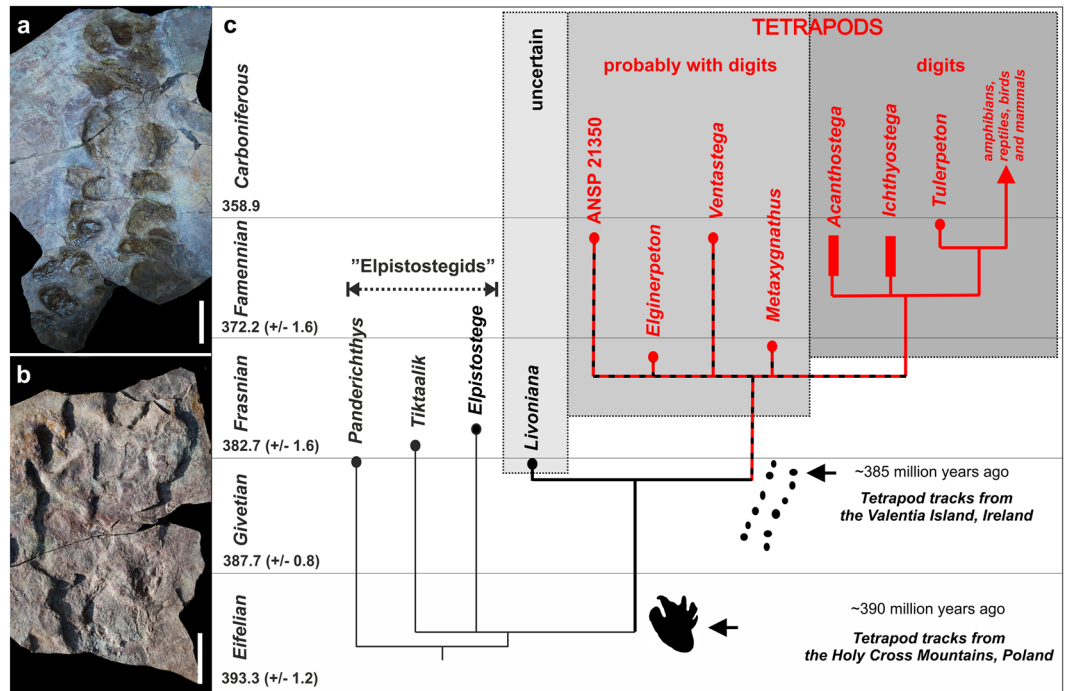 a
b
c
TETRAPODS
uncertain
probably with digits
digits
Carboniferous
358.9
Famennian
372.2 (+/- 1.6)
Frasnian
382.7 (+/- 1.6)
Givetian
387.7 (+/- 0.8)
Eifelian
393.3 (+/- 1.2)
"Elpistostegids"
Panderichthys
Tiktaalik
Elpistostege
Livoniana
ANSP 21350
Elginerpeton
Ventastega
Metaxygnathus
Acanthostega
Ichthyostega
Tulerpeton
amphibians,
reptiles, birds
and mammals
~385 million years ago
Tetrapod tracks from
the Valentia Island, Ireland
~390 million years ago
Tetrapod tracks from
the Holy Cross Mountains, Poland